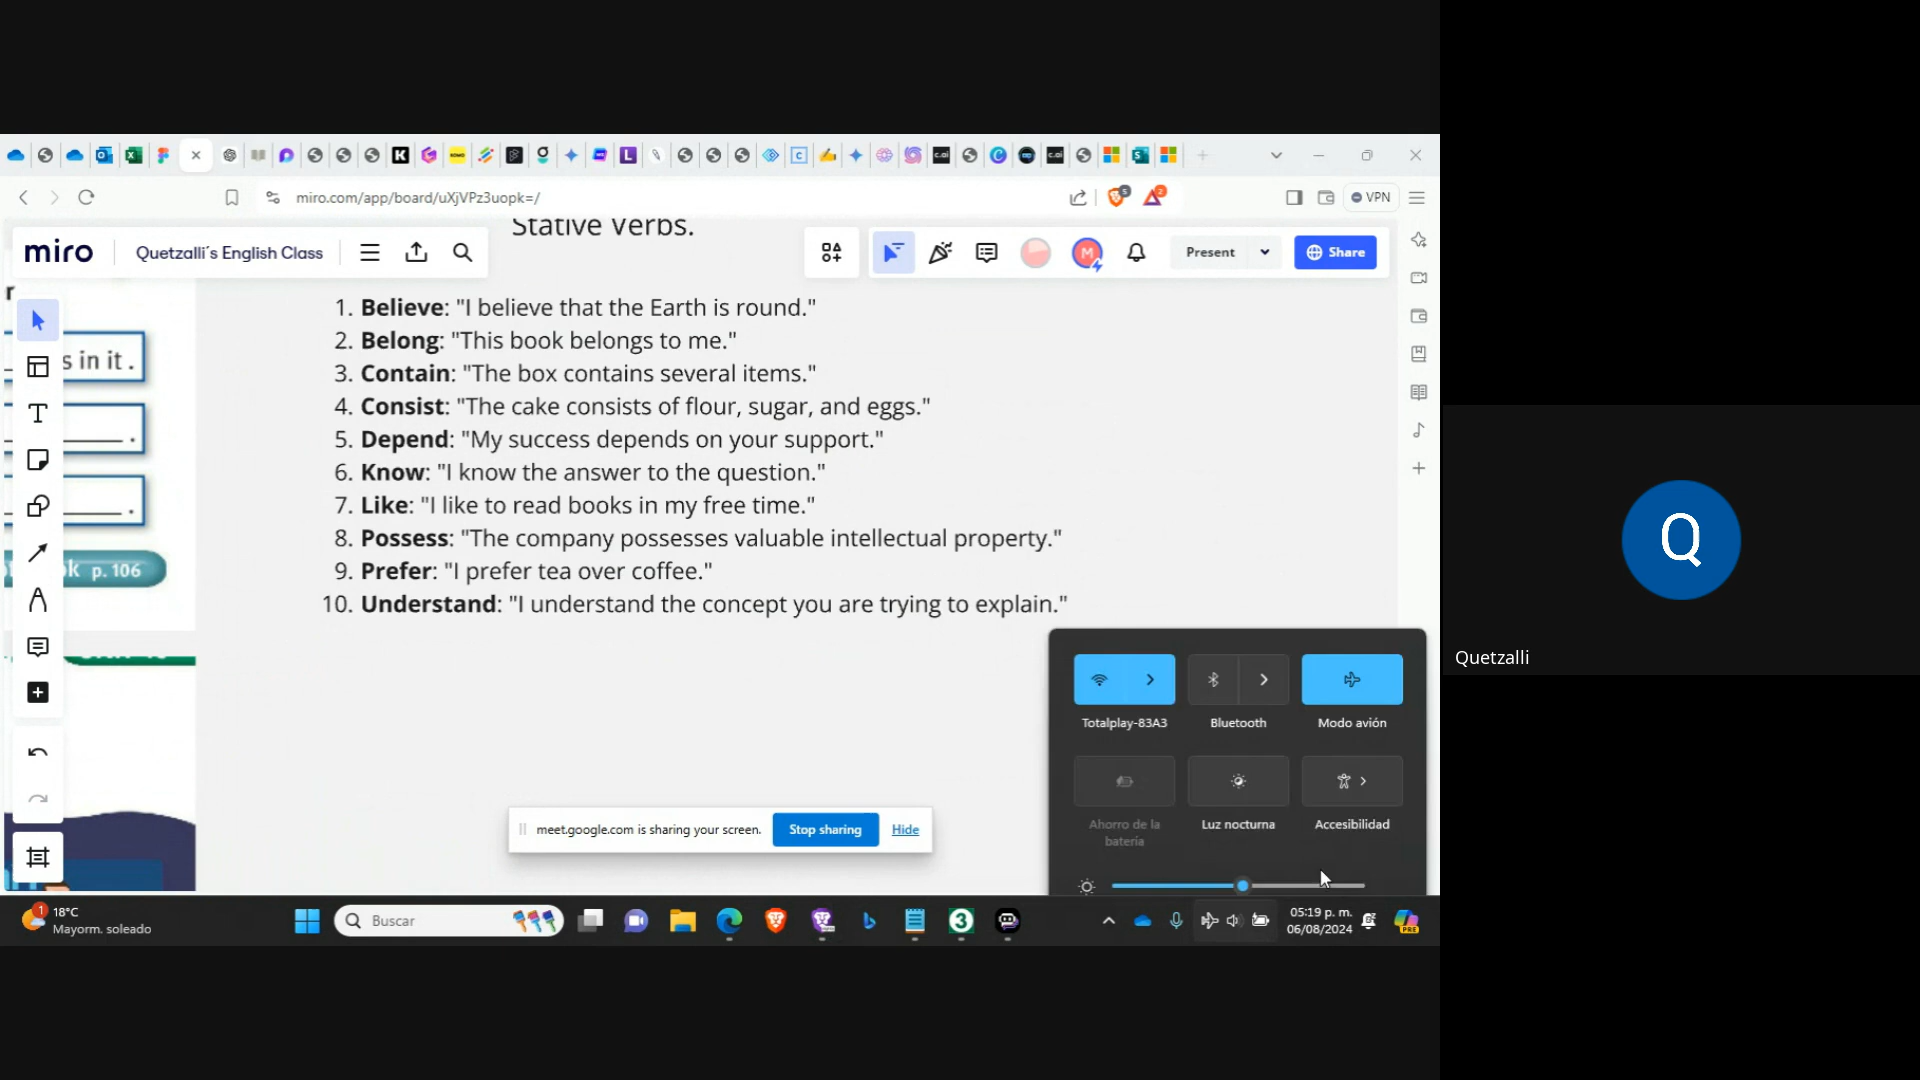 miro.com/app/board/uXjVPz3uopk=/
VPN
Stative Verbs.
miro
Quetzalli´s English Class
Present
Share
M
s in it .
_____ .
_____ .
k p. 106
1. Believe: "I believe that the Earth is round."
2. Belong: "This book belongs to me."
3. Contain: "The box contains several items."
4. Consist: "The cake consists of flour, sugar, and eggs."
5. Depend: "My success depends on your support."
6. Know: "I know the answer to the question."
7. Like: "I like to read books in my free time."
8. Possess: "The company possesses valuable intellectual property."
9. Prefer: "I prefer tea over coffee."
10. Understand: "I understand the concept you are trying to explain."
Totalplay-83A3
Bluetooth
Modo avión
Ahorro de la
batería
Luz nocturna
Accesibilidad
meet.google.com is sharing your screen.
Stop sharing
Hide
1
18°C
Mayorm. soleado
Buscar
05:19 p. m.
06/08/2024
PRE
Q
Quetzalli